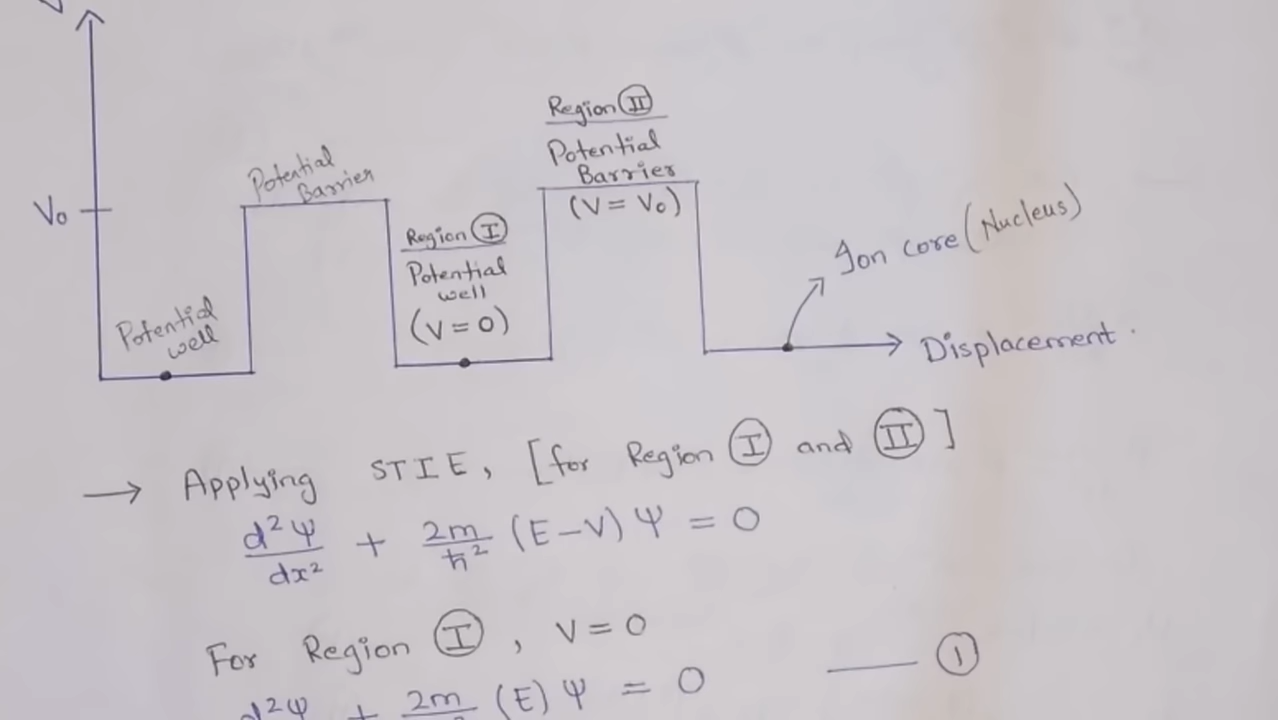 V
V₀
Potential
well
Potential
Barrier
Region Ⓘ
Potential
well
(V = 0)
Region (II)
Potential
Barrier
(V = V₀)
Ion core (Nucleus)
Displacement.
→ Applying STIE, [for Region (I) and (II)]
d²Ψ/dx² + 2m/ħ² (E-V) Ψ = 0
For Region (I), V = 0
d²Ψ + 2m (E) Ψ = 0 —— (1)